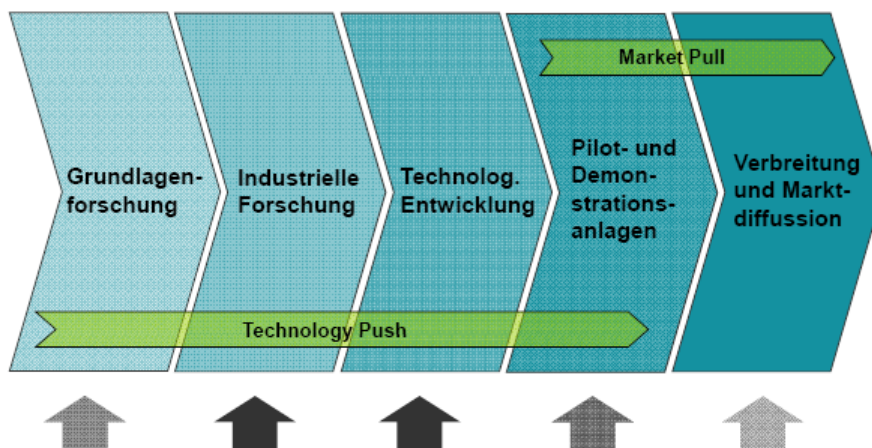 Market Pull
Grundlagen-
forschung
Industrielle
Forschung
Technolog.
Entwicklung
Pilot- und
Demon-
strations-
anlagen
Verbreitung
und Markt-
diffussion
Technology Push